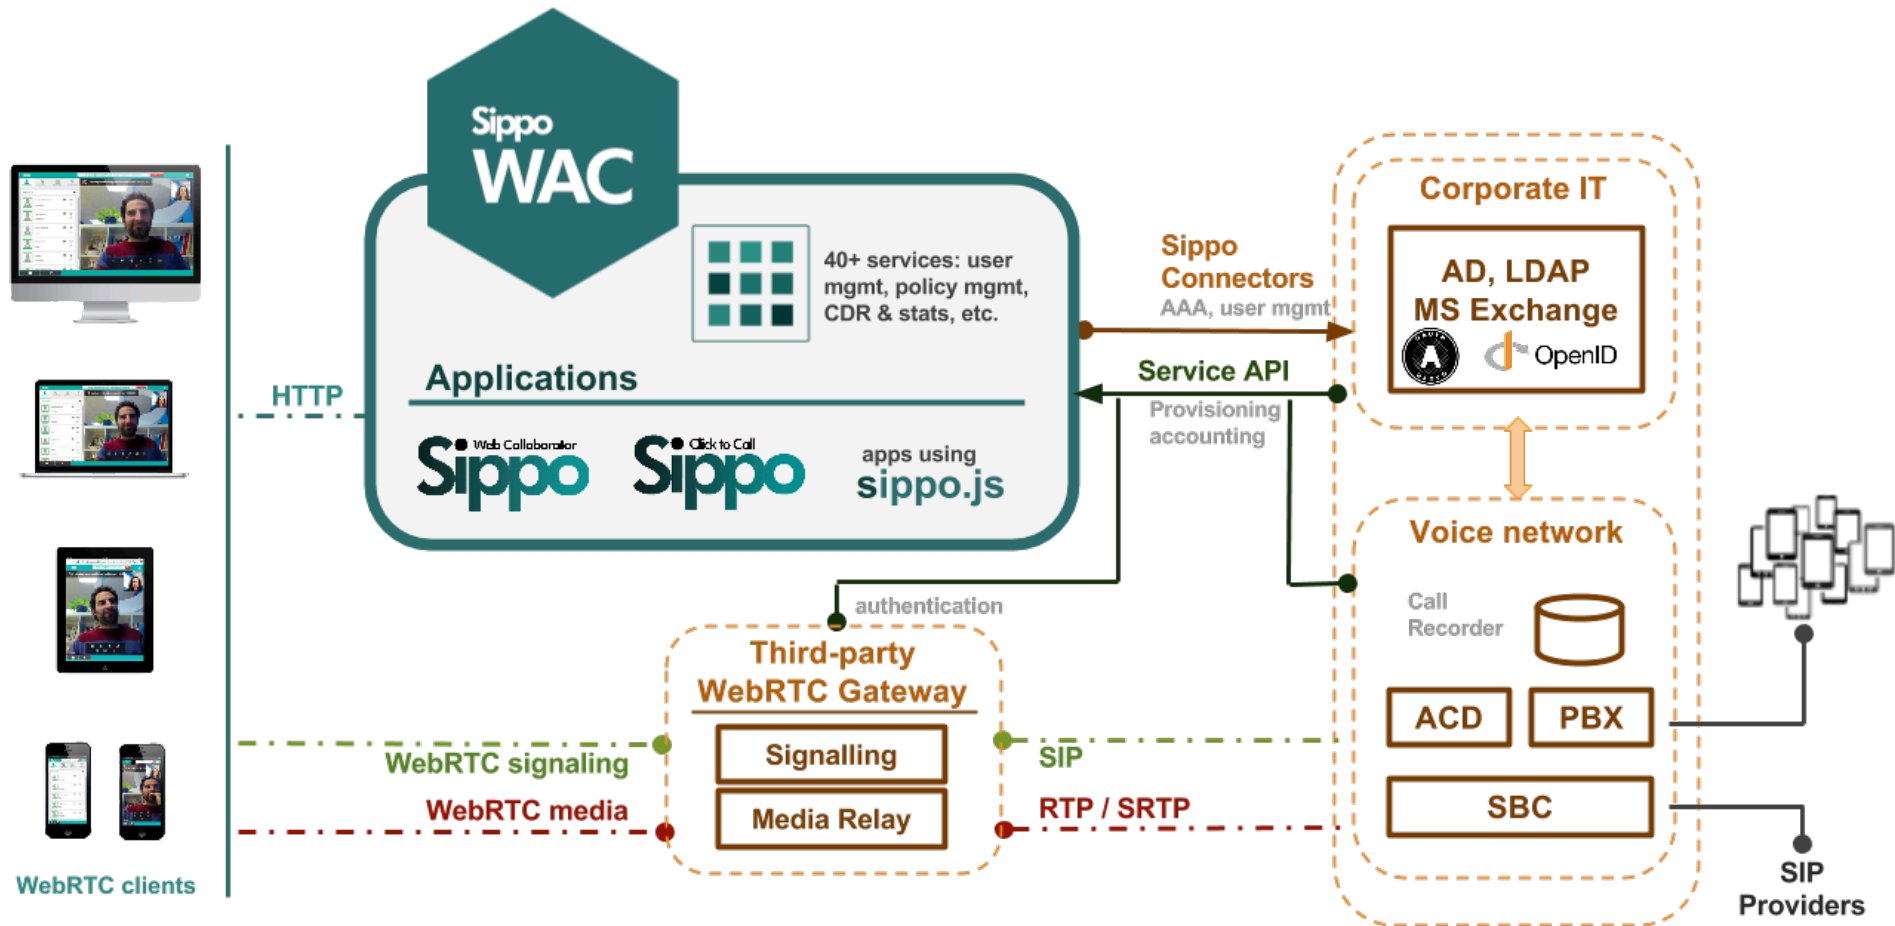 Sippo
WAC
40+ services: user
mgmt, policy mgmt,
CDR & stats, etc.
Applications
Web Collaborator
Sippo
Click to Call
Sippo
apps using
sippo.js
HTTP
WebRTC clients
Sippo
Connectors
AAA, user mgmt
Service API
Provisioning
accounting
authentication
Corporate IT
AD, LDAP
MS Exchange
A
OpenID
Voice network
Call
Recorder
ACD
PBX
SBC
SIP
Providers
Third-party
WebRTC Gateway
Signalling
Media Relay
WebRTC signaling
WebRTC media
SIP
RTP / SRTP